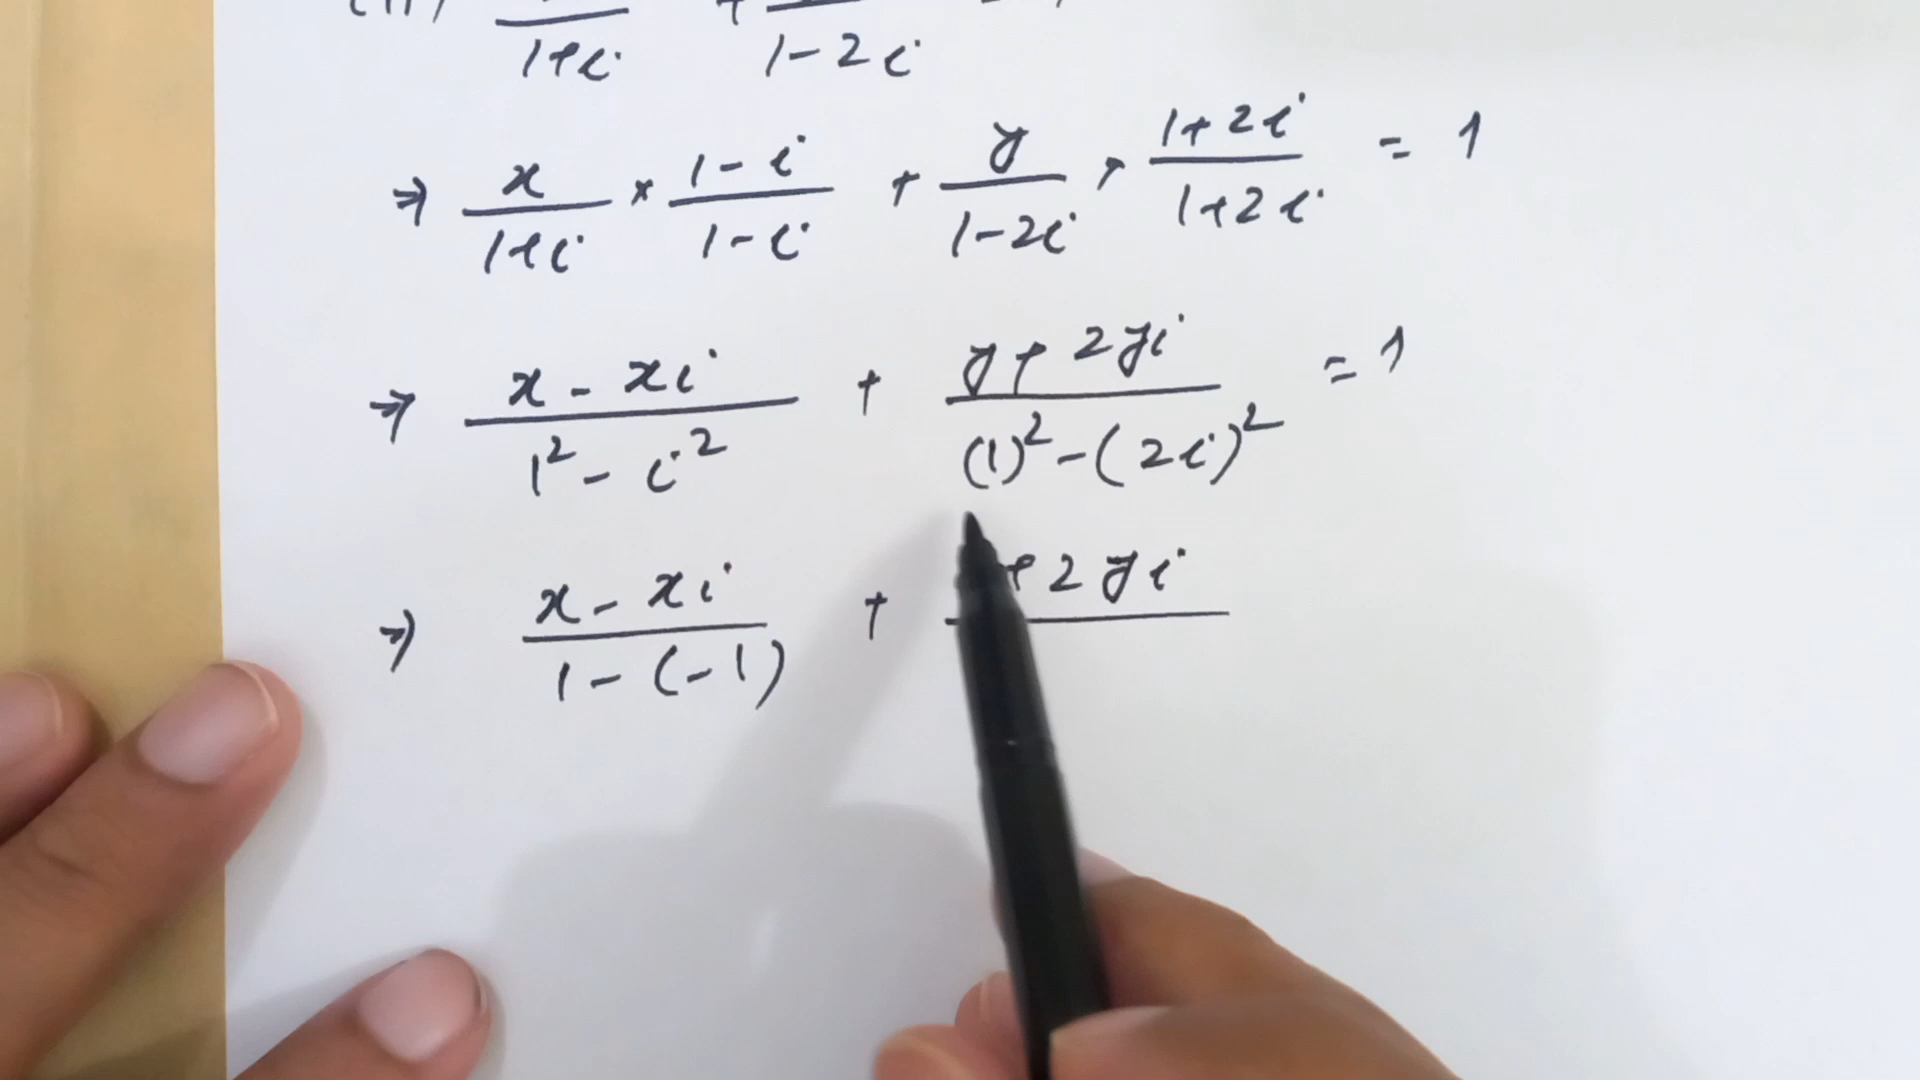 (ii) 1+i + 1-2i
⇒ x/(1+i) × (1-i)/(1-i) + y/(1-2i) × (1+2i)/(1+2i) = 1
⇒ (x - xi)/(1² - i²) + (y + 2yi)/((1)² - (2i)²) = 1
⇒ (x - xi)/(1 - (-1)) + + 2yi